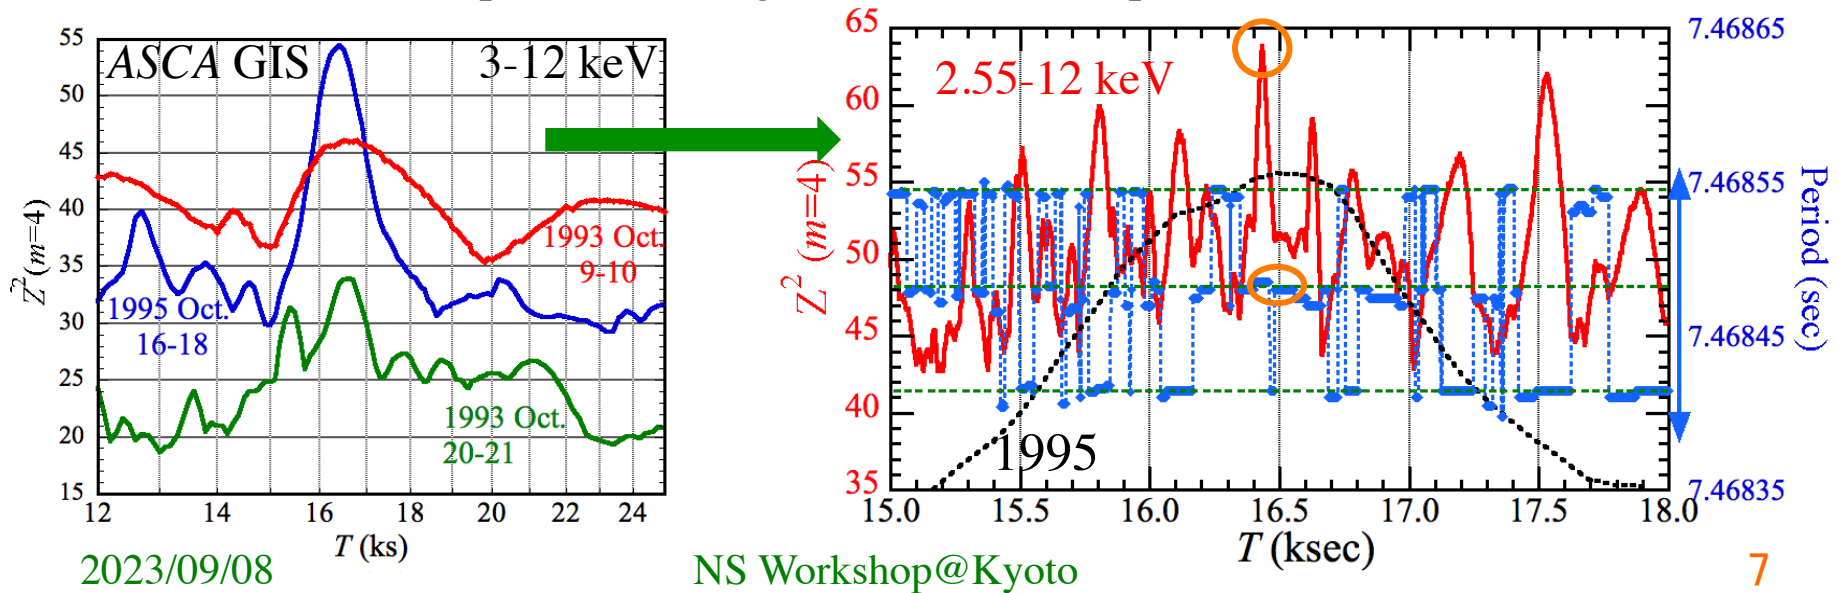 ASCA GIS 3-12 keV
55
50
45
40
35
30
25
20
15
Z² (m=4)
1993 Oct.
9-10
1995 Oct.
16-18
1993 Oct.
20-21
12 14 16 18 20 22 24
T (ks)
65
60
55
50
45
40
35
Z² (m=4)
2.55-12 keV
1995
7.46865
7.46855
7.46845
7.46835
Period (sec)
15.0 15.5 16.0 16.5 17.0 17.5 18.0
T (ksec)
2023/09/08 NS Workshop@Kyoto 7